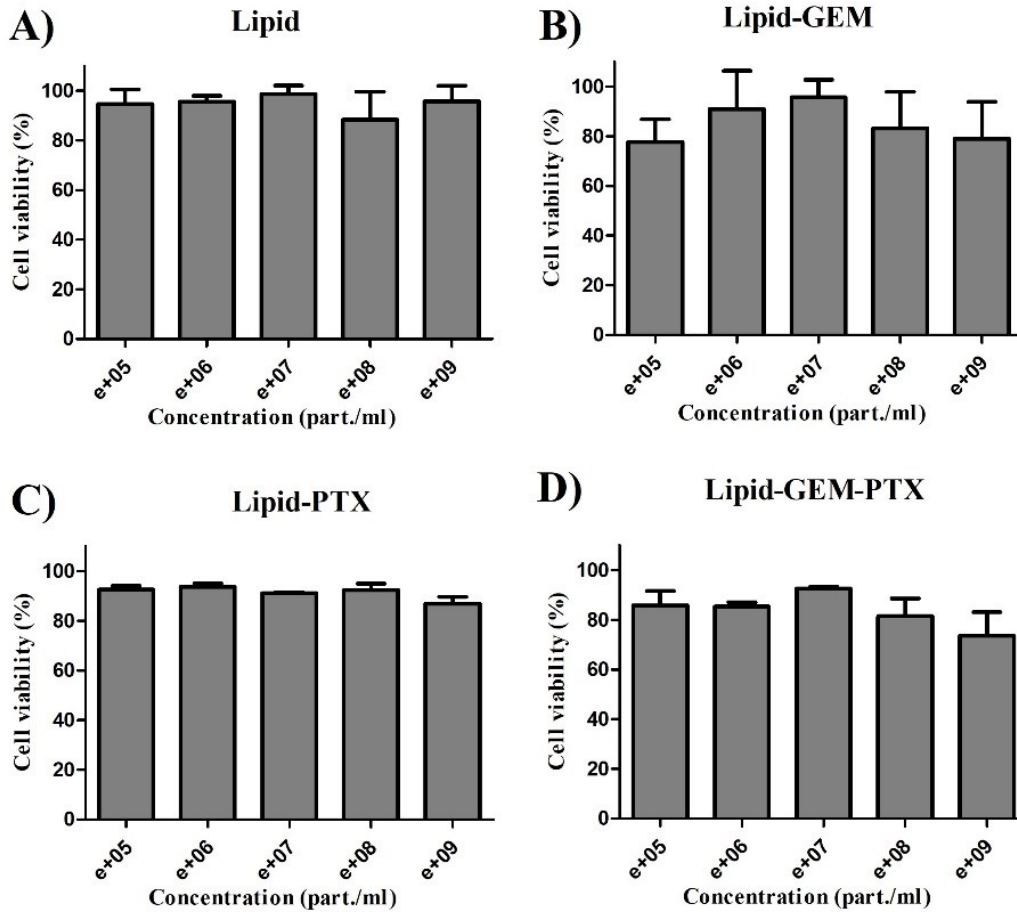 A)
Lipid
Cell viability (%)
100
80
60
40
20
0
e+05 e+06 e+07 e+08 e+09
Concentration (part./ml)
B)
Lipid-GEM
Cell viability (%)
100
80
60
40
20
0
e+05 e+06 e+07 e+08 e+09
Concentration (part./ml)
C)
Lipid-PTX
Cell viability (%)
100
80
60
40
20
0
e+05 e+06 e+07 e+08 e+09
Concentration (part./ml)
D)
Lipid-GEM-PTX
Cell viability (%)
100
80
60
40
20
0
e+05 e+06 e+07 e+08 e+09
Concentration (part./ml)